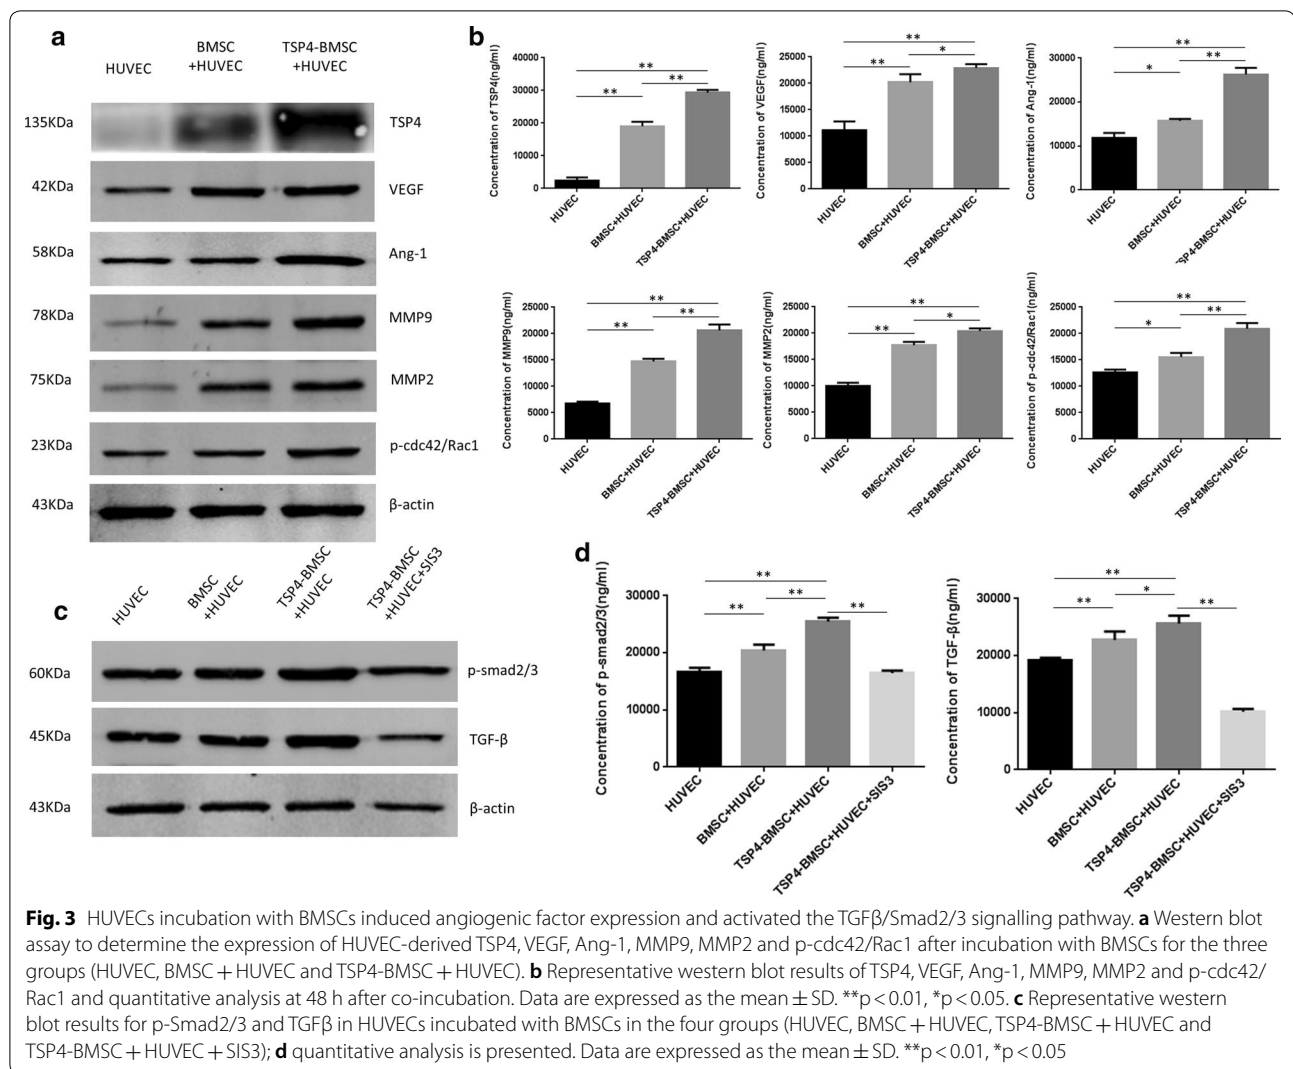 a
HUVEC
BMSC
+HUVEC
TSP4-BMSC
+HUVEC
135KDa
TSP4
42KDa
VEGF
58KDa
Ang-1
78KDa
MMP9
75KDa
MMP2
23KDa
p-cdc42/Rac1
43KDa
β-actin
b
Concentration of TSP4(ng/ml)
40000
30000
20000
10000
0
**
**
**
HUVEC
BMSC+HUVEC
TSP4-BMSC+HUVEC
Concentration of VEGF(ng/ml)
25000
20000
15000
10000
5000
0
**
**
*
HUVEC
BMSC+HUVEC
TSP4-BMSC+HUVEC
Concentration of Ang-1(ng/ml)
30000
20000
10000
0
**
*
**
HUVEC
BMSC+HUVEC
TSP4-BMSC+HUVEC
Concentration of MMP9(ng/ml)
25000
20000
15000
10000
5000
0
**
**
**
HUVEC
BMSC+HUVEC
TSP4-BMSC+HUVEC
Concentration of MMP2(ng/ml)
25000
20000
15000
10000
5000
0
**
**
*
HUVEC
BMSC+HUVEC
TSP4-BMSC+HUVEC
Concentration of p-cdc42/Rac1(ng/ml)
25000
20000
15000
10000
5000
0
**
*
**
HUVEC
BMSC+HUVEC
TSP4-BMSC+HUVEC
c
HUVEC
BMSC
+HUVEC
TSP4-BMSC
+HUVEC
TSP4-BMSC
+HUVEC+SIS3
60KDa
p-smad2/3
45KDa
TGF-β
43KDa
β-actin
d
Concentration of p-smad2/3(ng/ml)
30000
20000
10000
0
**
**
**
**
HUVEC
BMSC+HUVEC
TSP4-BMSC+HUVEC
TSP4-BMSC+HUVEC+SIS3
Concentration of TGF-β(ng/ml)
30000
20000
10000
0
**
**
*
**
HUVEC
BMSC+HUVEC
TSP4-BMSC+HUVEC
TSP4-BMSC+HUVEC+SIS3
Fig. 3 HUVECs incubation with BMSCs induced angiogenic factor expression and activated the TGFβ/Smad2/3 signalling pathway. a Western blot
assay to determine the expression of HUVEC-derived TSP4, VEGF, Ang-1, MMP9, MMP2 and p-cdc42/Rac1 after incubation with BMSCs for the three
groups (HUVEC, BMSC + HUVEC and TSP4-BMSC + HUVEC). b Representative western blot results of TSP4, VEGF, Ang-1, MMP9, MMP2 and p-cdc42/
Rac1 and quantitative analysis at 48 h after co-incubation. Data are expressed as the mean ± SD. **p < 0.01, *p < 0.05. c Representative western
blot results for p-Smad2/3 and TGFβ in HUVECs incubated with BMSCs in the four groups (HUVEC, BMSC + HUVEC, TSP4-BMSC + HUVEC and
TSP4-BMSC + HUVEC + SIS3); d quantitative analysis is presented. Data are expressed as the mean ± SD. **p < 0.01, *p < 0.05